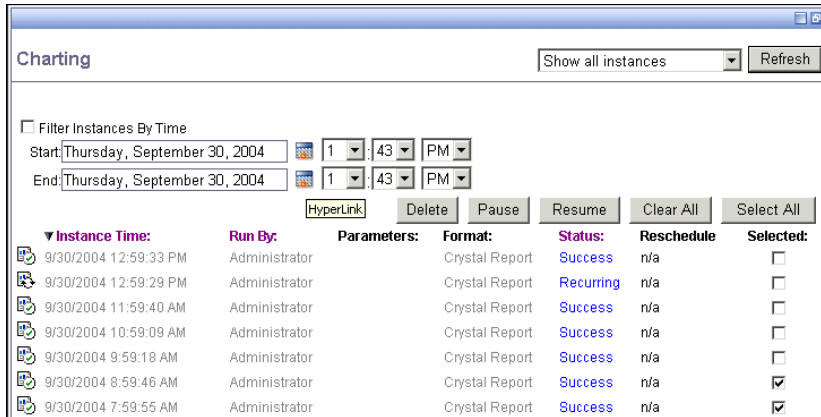 Charting
Show all instances
Refresh
Filter Instances By Time
Start: Thursday, September 30, 2004 1 : 43 PM
End: Thursday, September 30, 2004 1 : 43 PM
HyperLink Delete Pause Resume Clear All Select All
Instance Time: Run By: Parameters: Format: Status: Reschedule Selected:
9/30/2004 12:59:33 PM Administrator Crystal Report Success n/a
9/30/2004 12:59:29 PM Administrator Crystal Report Recurring n/a
9/30/2004 11:59:40 AM Administrator Crystal Report Success n/a
9/30/2004 10:59:09 AM Administrator Crystal Report Success n/a
9/30/2004 9:59:18 AM Administrator Crystal Report Success n/a
9/30/2004 8:59:46 AM Administrator Crystal Report Success n/a
9/30/2004 7:59:55 AM Administrator Crystal Report Success n/a